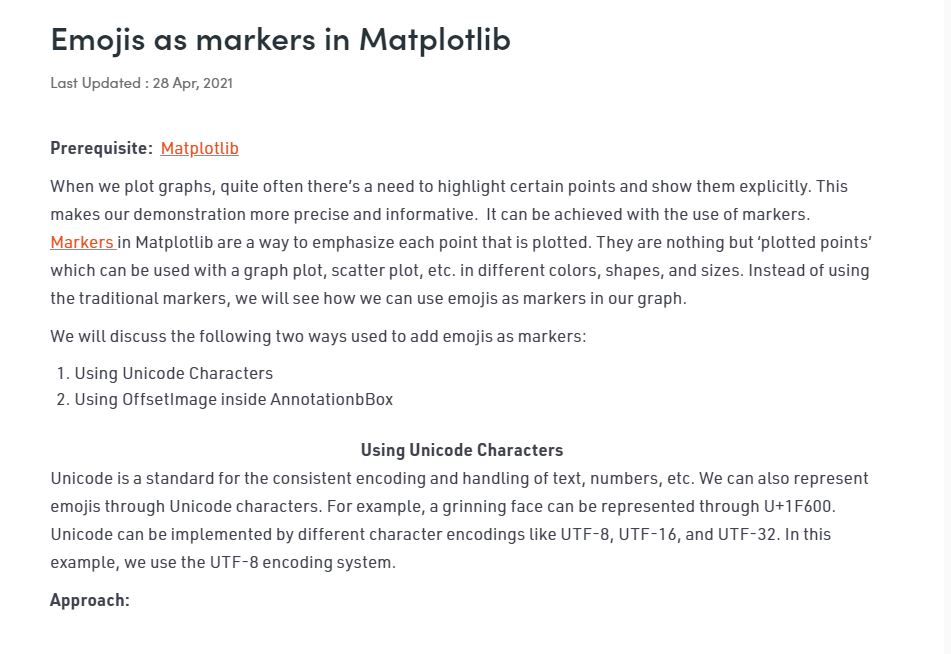 Emojis as markers in Matplotlib
Last Updated : 28 Apr, 2021
Prerequisite: Matplotlib
When we plot graphs, quite often there's a need to highlight certain points and show them explicitly. This
makes our demonstration more precise and informative.  It can be achieved with the use of markers.
Markers in Matplotlib are a way to emphasize each point that is plotted. They are nothing but ‘plotted points’
which can be used with a graph plot, scatter plot, etc. in different colors, shapes, and sizes. Instead of using
the traditional markers, we will see how we can use emojis as markers in our graph.
We will discuss the following two ways used to add emojis as markers:
1. Using Unicode Characters
2. Using OffsetImage inside AnnotationbBox
Using Unicode Characters
Unicode is a standard for the consistent encoding and handling of text, numbers, etc. We can also represent
emojis through Unicode characters. For example, a grinning face can be represented through U+1F600.
Unicode can be implemented by different character encodings like UTF-8, UTF-16, and UTF-32. In this
example, we use the UTF-8 encoding system.
Approach: